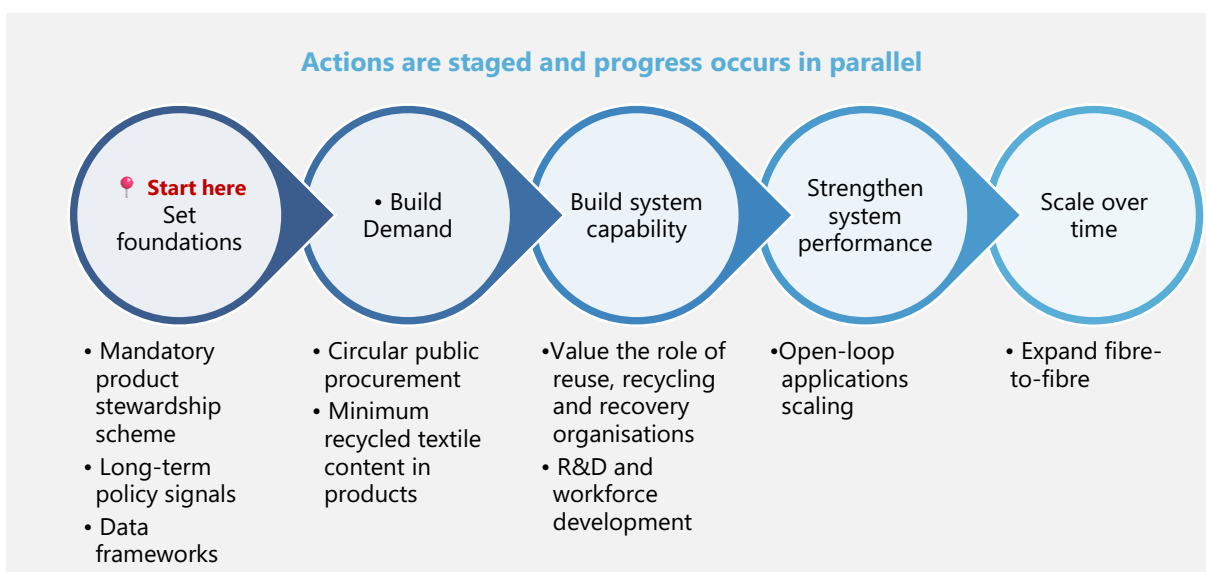 Actions are staged and progress occurs in parallel
📍 Start here
Set
foundations
• Build
Demand
Build system
capability
Strengthen
system
performance
Scale over
time
• Mandatory
product
stewardship
scheme
• Long-term
policy signals
• Data
frameworks
• Circular public
procurement
• Minimum
recycled textile
content in
products
•Value the role of
reuse, recycling
and recovery
organisations
• R&D and
workforce
development
•Open-loop
applications
scaling
• Expand fibre-
to-fibre